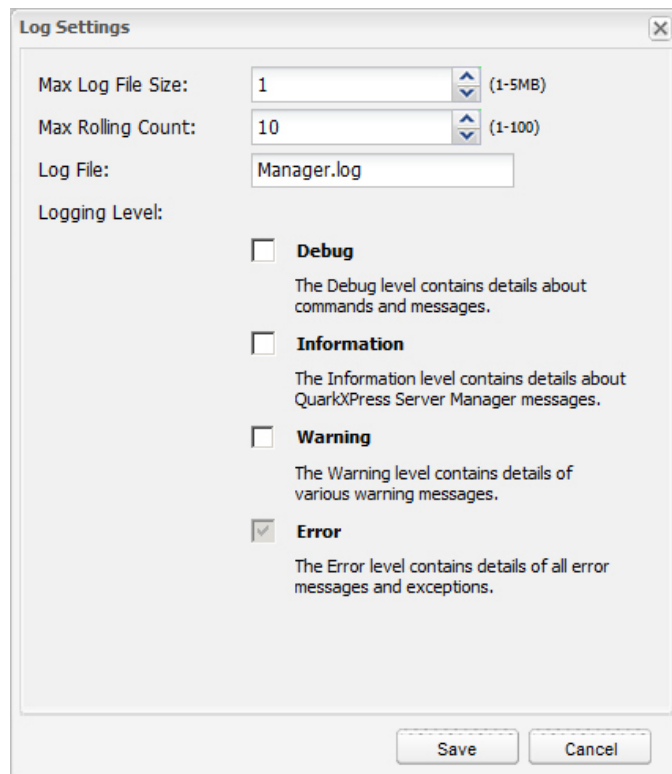 Log Settings
Max Log File Size: 1 (1-5MB)
Max Rolling Count: 10 (1-100)
Log File: Manager.log
Logging Level:
Debug
The Debug level contains details about
commands and messages.
Information
The Information level contains details about
QuarkXPress Server Manager messages.
Warning
The Warning level contains details of
various warning messages.
Error
The Error level contains details of all error
messages and exceptions.
Save Cancel